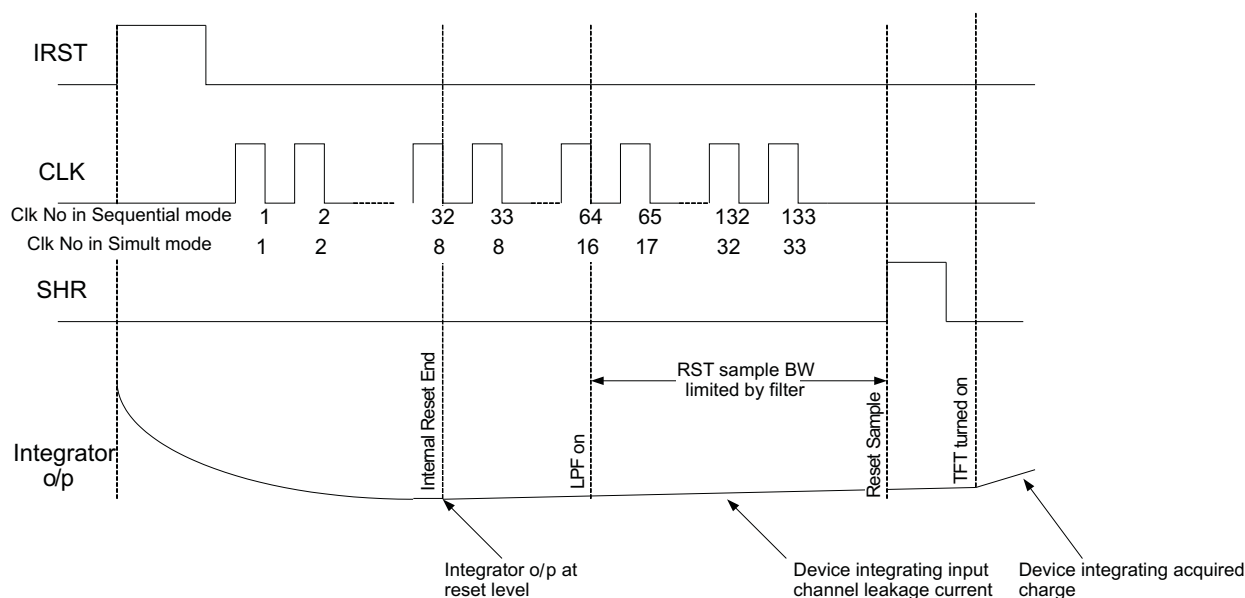 IRST
CLK
Clk No in Sequential mode 1 2 32 33 64 65 132 133
Clk No in Simult mode 1 2 8 8 16 17 32 33
SHR
Internal Reset End
LPF on
RST sample BW
limited by filter
Reset Sample
TFT turned on
Integrator
o/p
Integrator o/p at
reset level
Device integrating input
channel leakage current
Device integrating acquired
charge